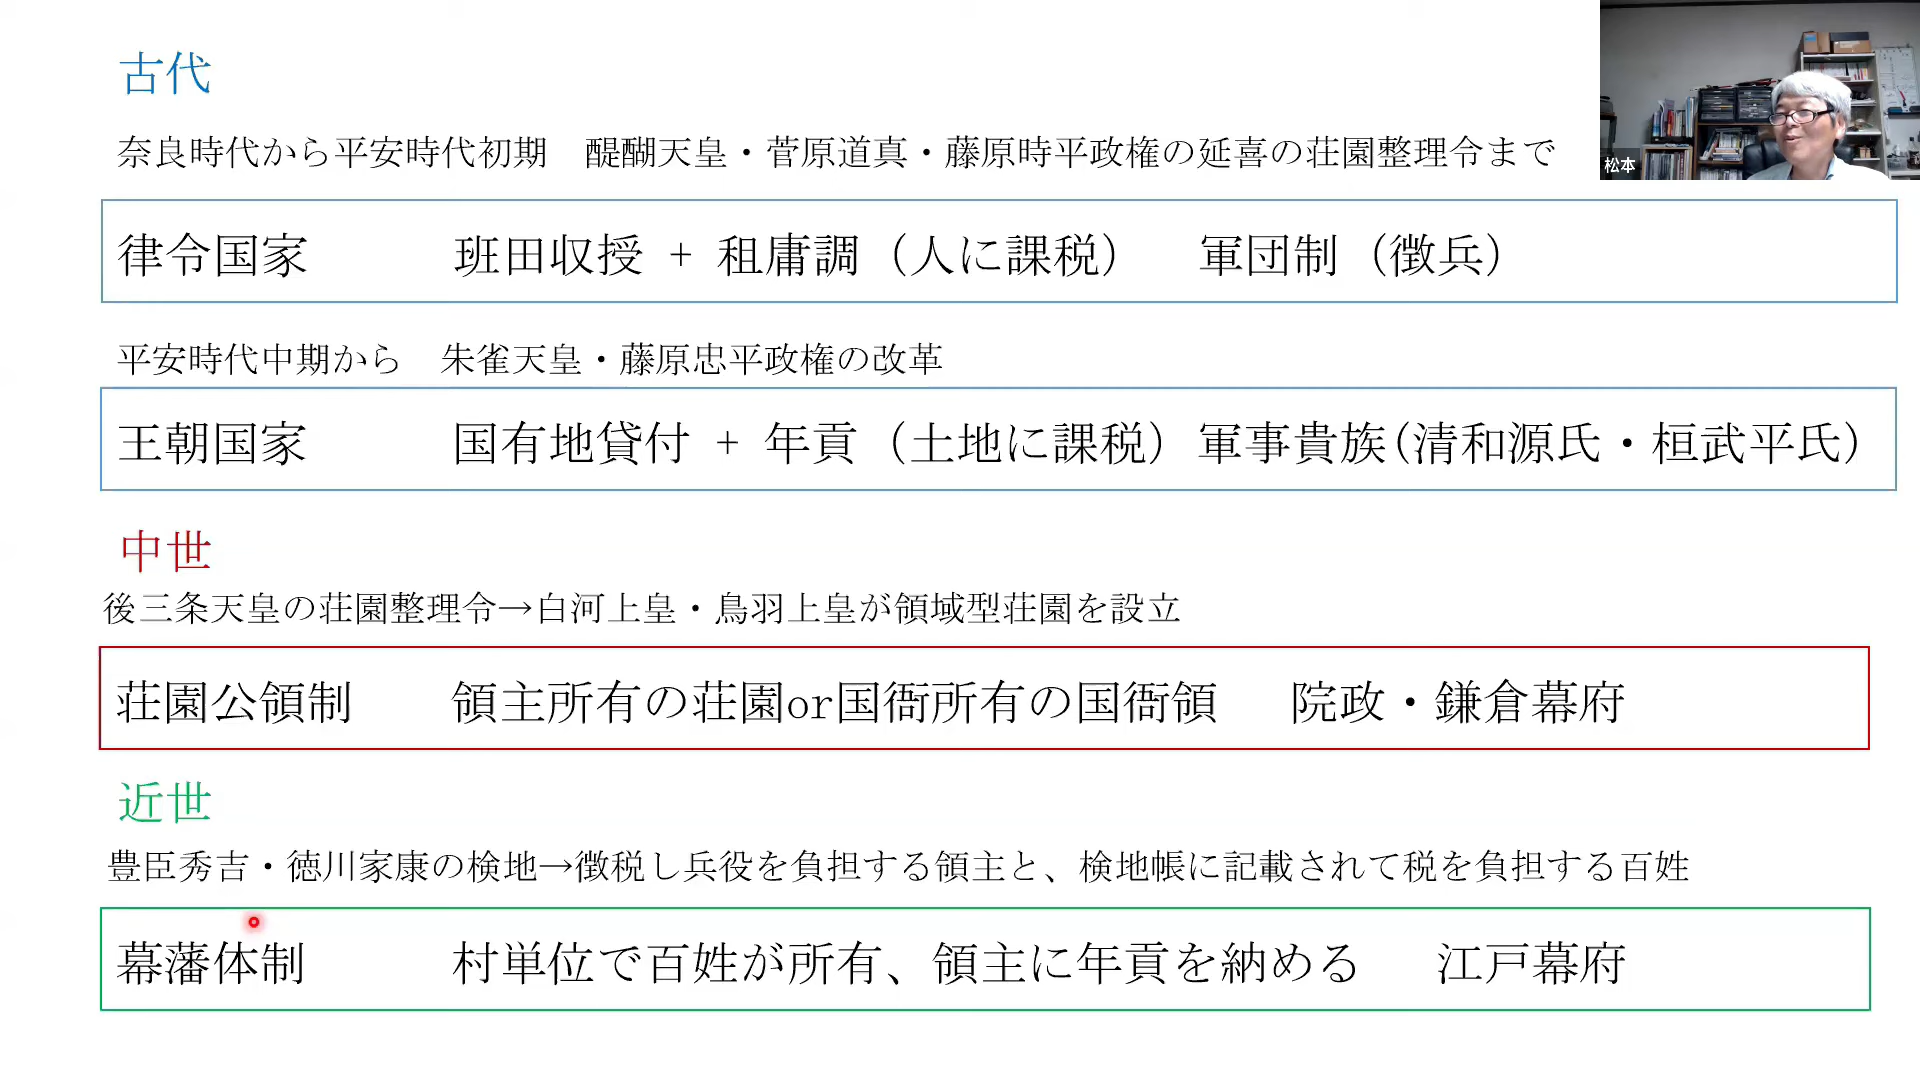 古代
奈良時代から平安時代初期　醍醐天皇・菅原道真・藤原時平政権の延喜の荘園整理令まで
松本
律令国家　班田収授 + 租庸調（人に課税）　軍団制（徴兵）
平安時代中期から　朱雀天皇・藤原忠平政権の改革
王朝国家　国有地貸付 + 年貢（土地に課税）軍事貴族(清和源氏・桓武平氏)
中世
後三条天皇の荘園整理令→白河上皇・鳥羽上皇が領域型荘園を設立
荘園公領制　領主所有の荘園or国衙所有の国衙領　院政・鎌倉幕府
近世
豊臣秀吉・徳川家康の検地→徴税し兵役を負担する領主と、検地帳に記載されて税を負担する百姓
幕藩体制　村単位で百姓が所有、領主に年貢を納める　江戸幕府